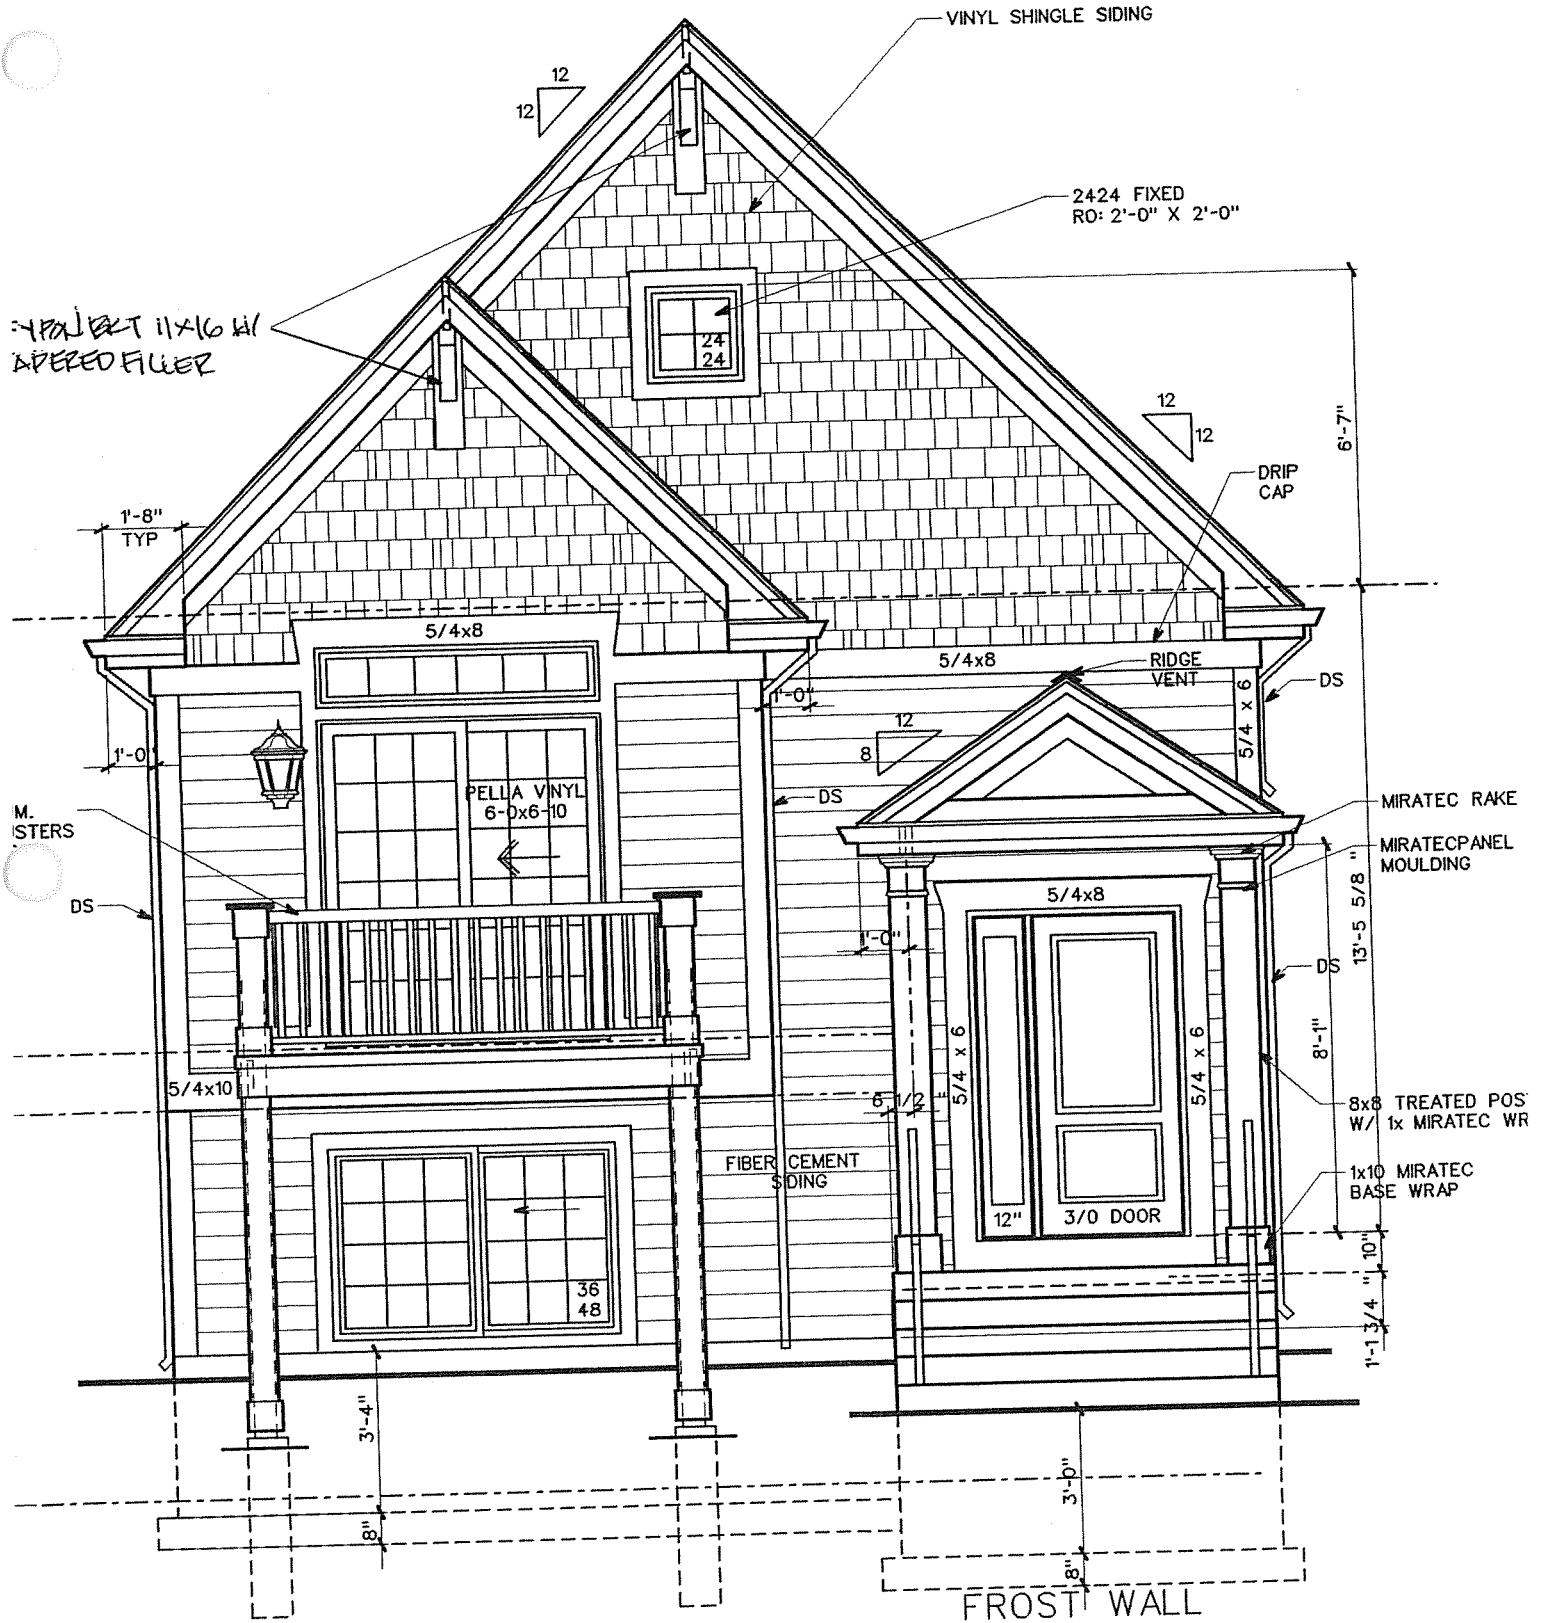 VINYL SHINGLE SIDING
12
12
2424 FIXED
RO: 2'-0" X 2'-0"
11x16 W/
FILLER
24
24
12
12
6'-7"
DRIP
CAP
1'-8"
TYP
5/4x8
5/4x8
RIDGE
VENT
DS
5/4 x 6
1'-0"
12
8
1'-0"
PELLA VINYL
6-0x6-10
DS
M.
ISTERS
MIRATEC RAKE
MIRATECPANEL
MOULDING
5/4x8
DS
1'-0"
13'-5 5/8 "
DS
8'-1"
5/4 x 6
5/4 x 6
5/4x10
6 1/2 "
8x8 TREATED POS
W/ 1x MIRATEC WR
FIBER CEMENT
SIDING
1x10 MIRATEC
BASE WRAP
12"
3/0 DOOR
10"
36
48
1'-1 3/4 "
3'-4"
3'-0"
8"
8"
FROST WALL